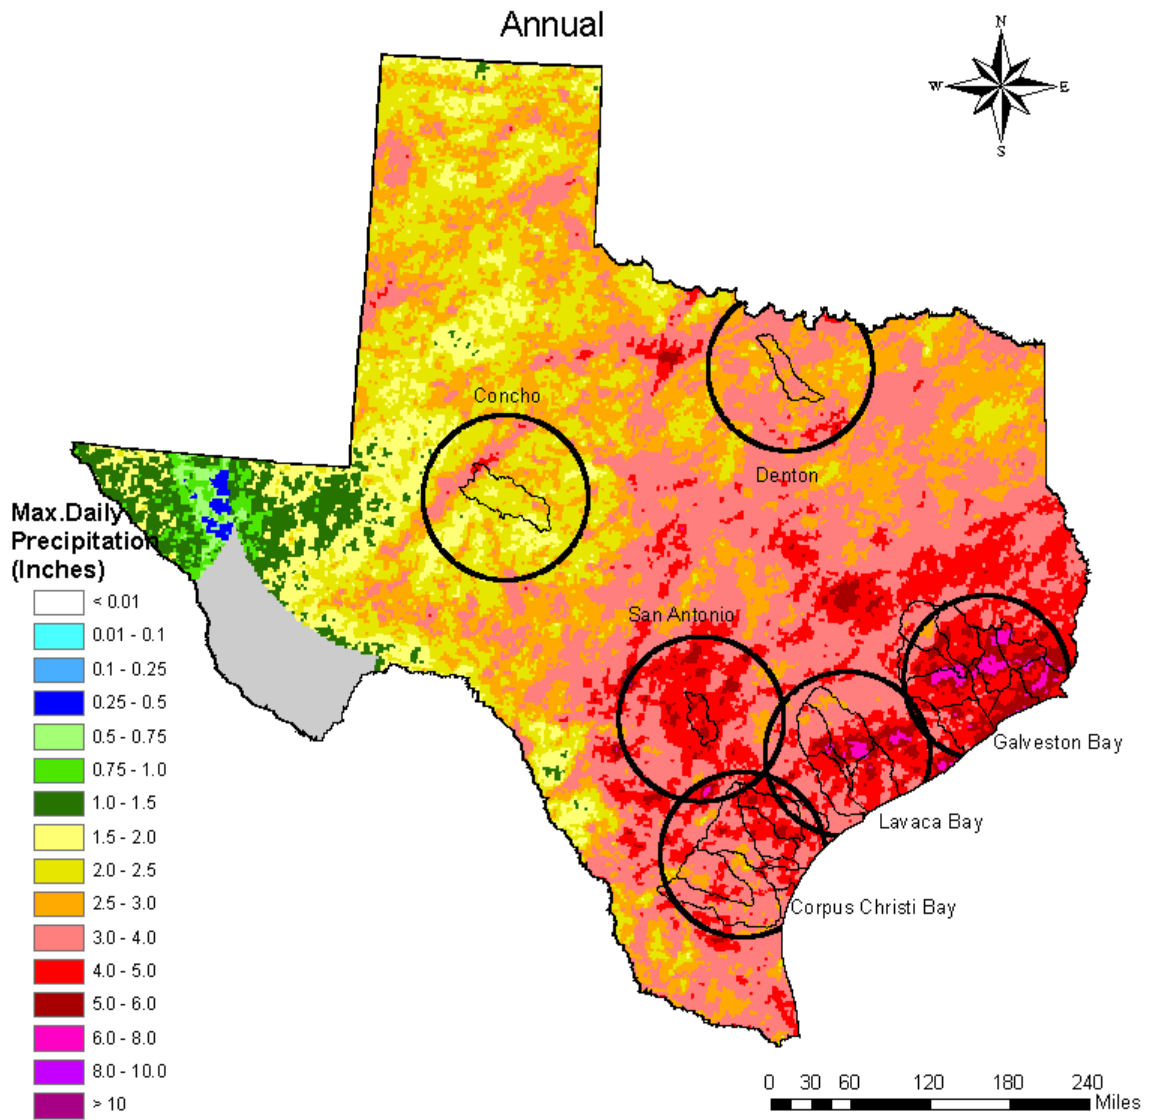 Annual
N
W E
S
Concho
Denton
Max.Daily
Precipitation
(Inches)
San Antonio
< 0.01
0.01 - 0.1
0.1 - 0.25
0.25 - 0.5
0.5 - 0.75
0.75 - 1.0
1.0 - 1.5
1.5 - 2.0
2.0 - 2.5
2.5 - 3.0
3.0 - 4.0
4.0 - 5.0
5.0 - 6.0
6.0 - 8.0
8.0 - 10.0
> 10
Galveston Bay
Lavaca Bay
Corpus Christi Bay
0 30 60 120 180 240
Miles